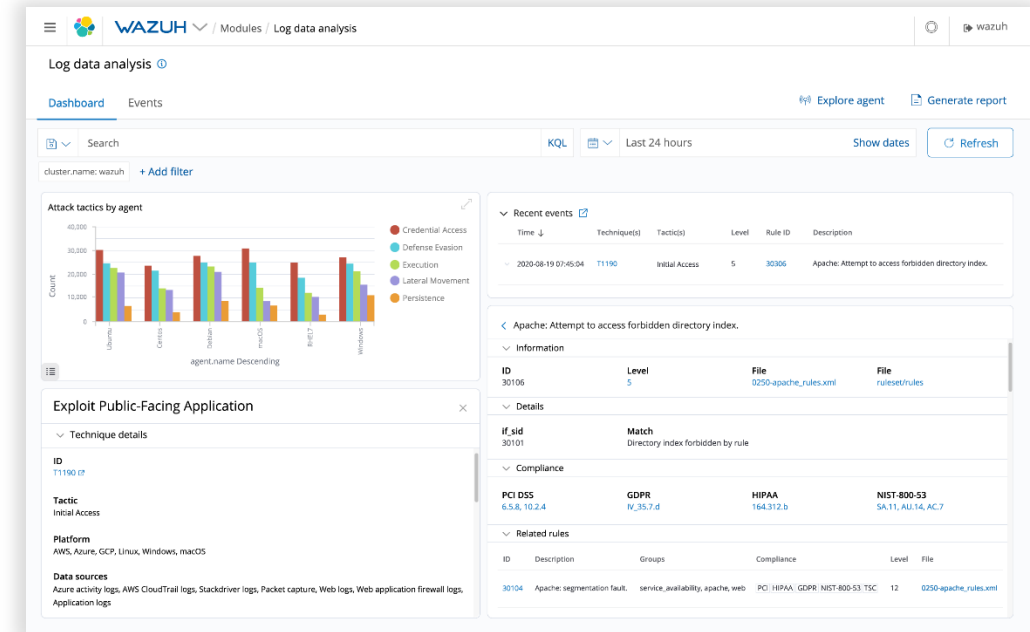 WAZUH / Modules / Log data analysis
wazuh
Log data analysis
Dashboard Events
Explore agent Generate report
Search KQL Last 24 hours Show dates Refresh
cluster.name: wazuh + Add filter
Attack tactics by agent
40,000
30,000
20,000
10,000
0
Count
Ubuntu Centos Debian macOS RHEL7 Windows
agent.name Descending
Credential Access
Defense Evasion
Execution
Lateral Movement
Persistence
Exploit Public-Facing Application
Technique details
ID
T1190
Tactic
Initial Access
Platform
AWS, Azure, GCP, Linux, Windows, macOS
Data sources
Azure activity logs, AWS CloudTrail logs, Stackdriver logs, Packet capture, Web logs, Web application firewall logs,
Application logs
Recent events
Time Technique(s) Tactic(s) Level Rule ID Description
2020-08-19 07:45:04 T1190 Initial Access 5 30306 Apache: Attempt to access forbidden directory index.
Apache: Attempt to access forbidden directory index.
Information
ID Level File File
30106 5 0250-apache_rules.xml ruleset/rules
Details
if_sid Match
30101 Directory index forbidden by rule
Compliance
PCI DSS GDPR HIPAA NIST-800-53
6.5.8, 10.2.4 IV_35.7.d 164.312.b SA.11, AU.14, AC.7
Related rules
ID Description Groups Compliance Level File
30104 Apache: segmentation fault. service_availability, apache, web PCI HIPAA GDPR NIST-800-53 TSC 12 0250-apache_rules.xml